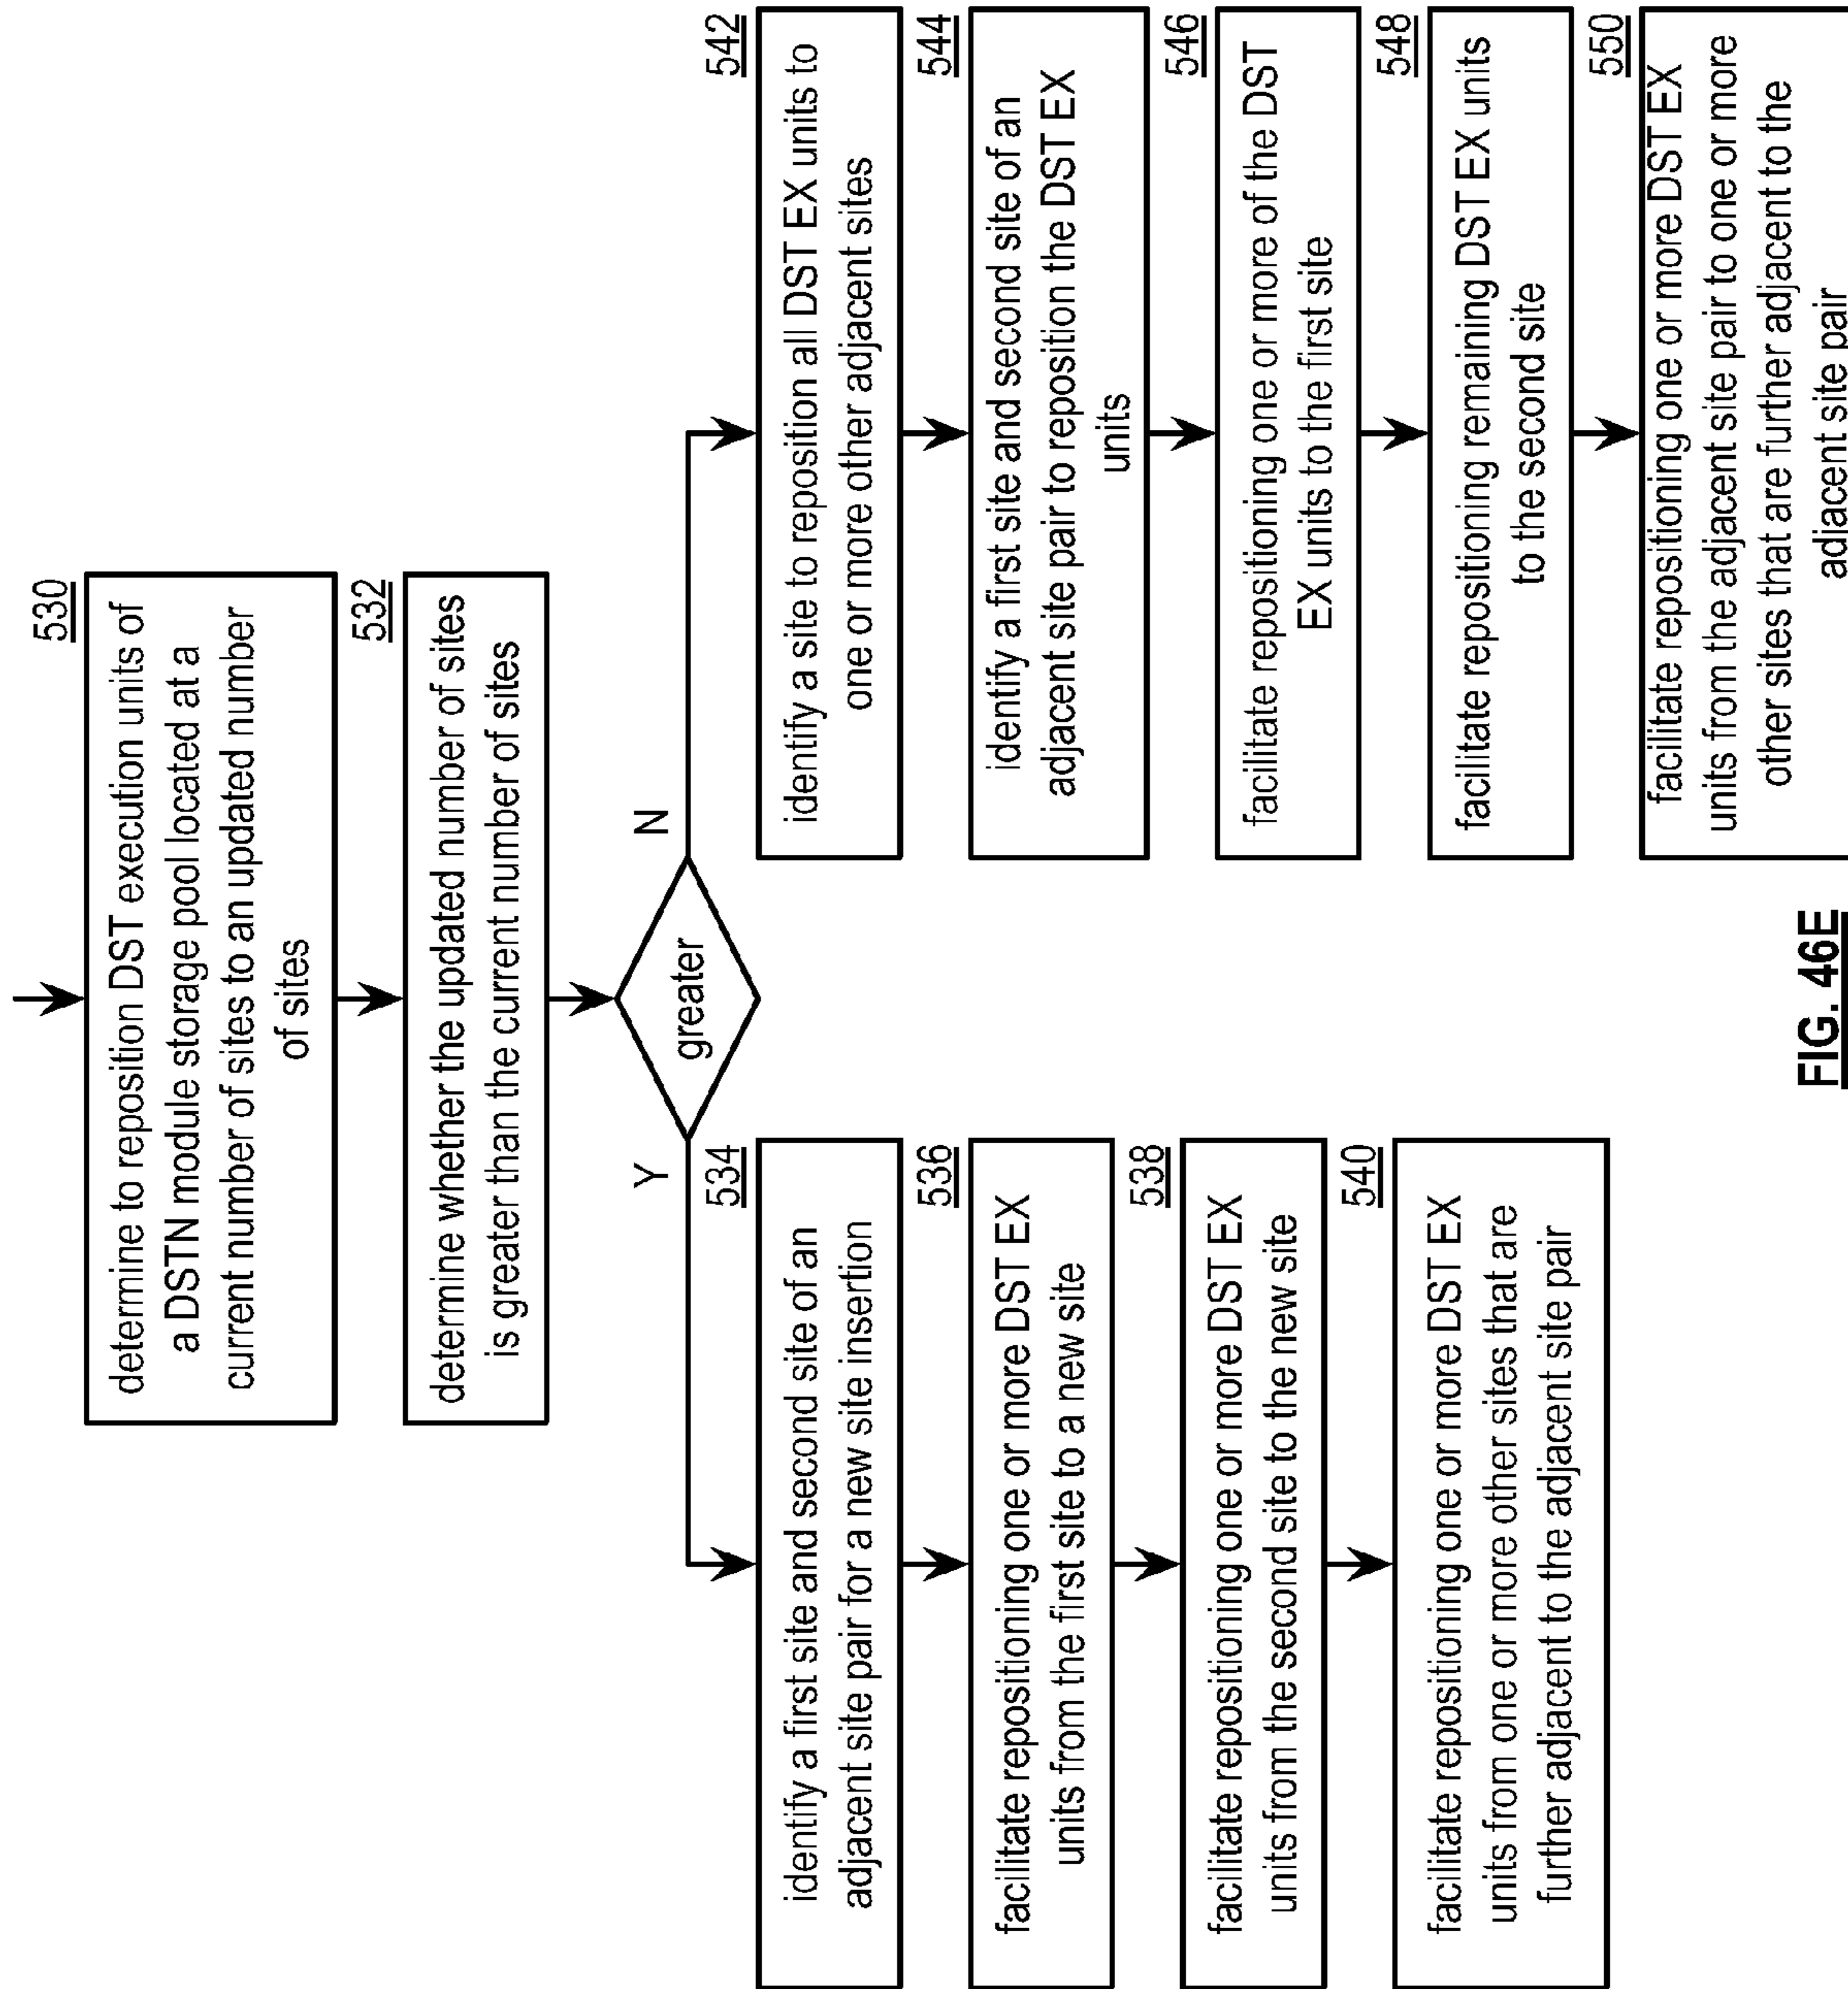 530
determine to reposition DST execution units of
a DSTN module storage pool located at a
current number of sites to an updated number
of sites
532
determine whether the updated number of sites
is greater than the current number of sites
greater
Y
N
534
identify a first site and second site of an
adjacent site pair for a new site insertion
536
facilitate repositioning one or more DST EX
units from the first site to a new site
538
facilitate repositioning one or more DST EX
units from the second site to the new site
540
facilitate repositioning one or more DST EX
units from one or more other sites that are
further adjacent to the adjacent site pair
542
identify a site to reposition all DST EX units to
one or more other adjacent sites
544
identify a first site and second site of an
adjacent site pair to reposition the DST EX
units
546
facilitate repositioning one or more of the DST
EX units to the first site
548
facilitate repositioning remaining DST EX units
to the second site
550
facilitate repositioning one or more DST EX
units from the adjacent site pair to one or more
other sites that are further adjacent to the
adjacent site pair
FIG. 46E